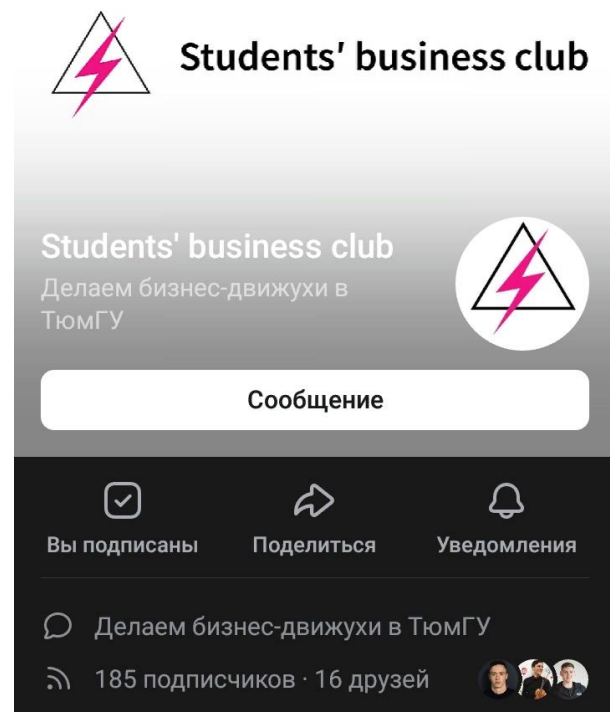 Students' business club
Students' business club
Делаем бизнес-движухи в
ТюмГУ
Сообщение
Вы подписаны
Поделиться
Уведомления
Делаем бизнес-движухи в ТюмГУ
185 подписчиков · 16 друзей